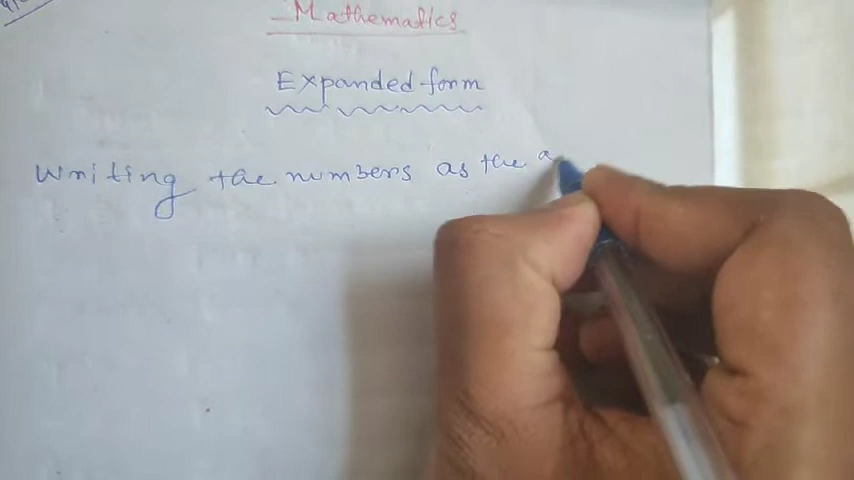 Mathematics
Expanded form
Writing the numbers as the a